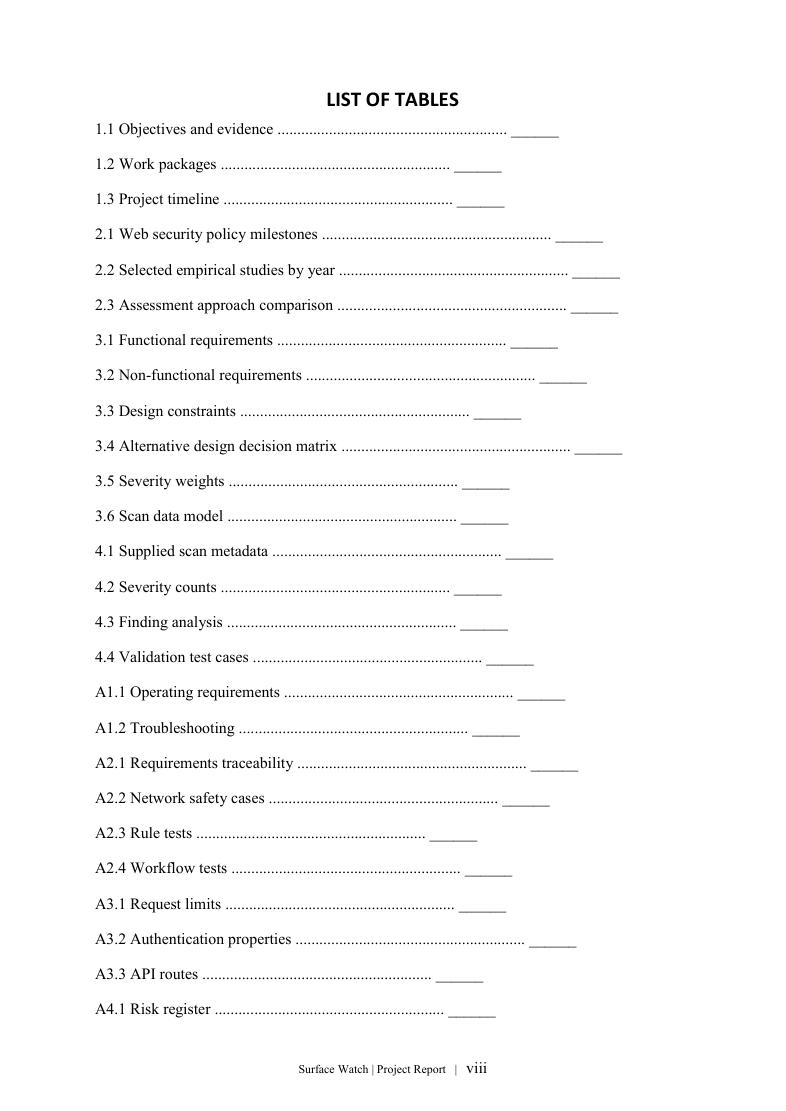 LIST OF TABLES
1.1 Objectives and evidence .......................................................... ______
1.2 Work packages .......................................................... ______
1.3 Project timeline .......................................................... ______
2.1 Web security policy milestones .......................................................... ______
2.2 Selected empirical studies by year .......................................................... ______
2.3 Assessment approach comparison .......................................................... ______
3.1 Functional requirements .......................................................... ______
3.2 Non-functional requirements .......................................................... ______
3.3 Design constraints .......................................................... ______
3.4 Alternative design decision matrix .......................................................... ______
3.5 Severity weights .......................................................... ______
3.6 Scan data model .......................................................... ______
4.1 Supplied scan metadata .......................................................... ______
4.2 Severity counts .......................................................... ______
4.3 Finding analysis .......................................................... ______
4.4 Validation test cases .......................................................... ______
A1.1 Operating requirements .......................................................... ______
A1.2 Troubleshooting .......................................................... ______
A2.1 Requirements traceability .......................................................... ______
A2.2 Network safety cases .......................................................... ______
A2.3 Rule tests .......................................................... ______
A2.4 Workflow tests .......................................................... ______
A3.1 Request limits .......................................................... ______
A3.2 Authentication properties .......................................................... ______
A3.3 API routes .......................................................... ______
A4.1 Risk register .......................................................... ______
Surface Watch | Project Report | viii